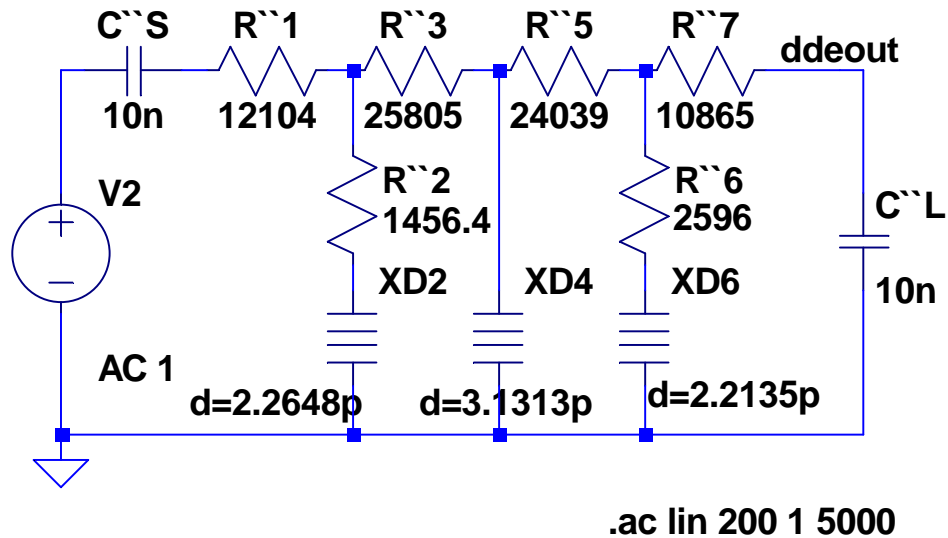 C``S R``1 R``3 R``5 R``7
ddeout
10n 12104 25805 24039 10865
V2
R``2
1456.4
R``6
2596
C``L
XD2 XD4 XD6
10n
AC 1
d=2.2648p d=3.1313p d=2.2135p
.ac lin 200 1 5000